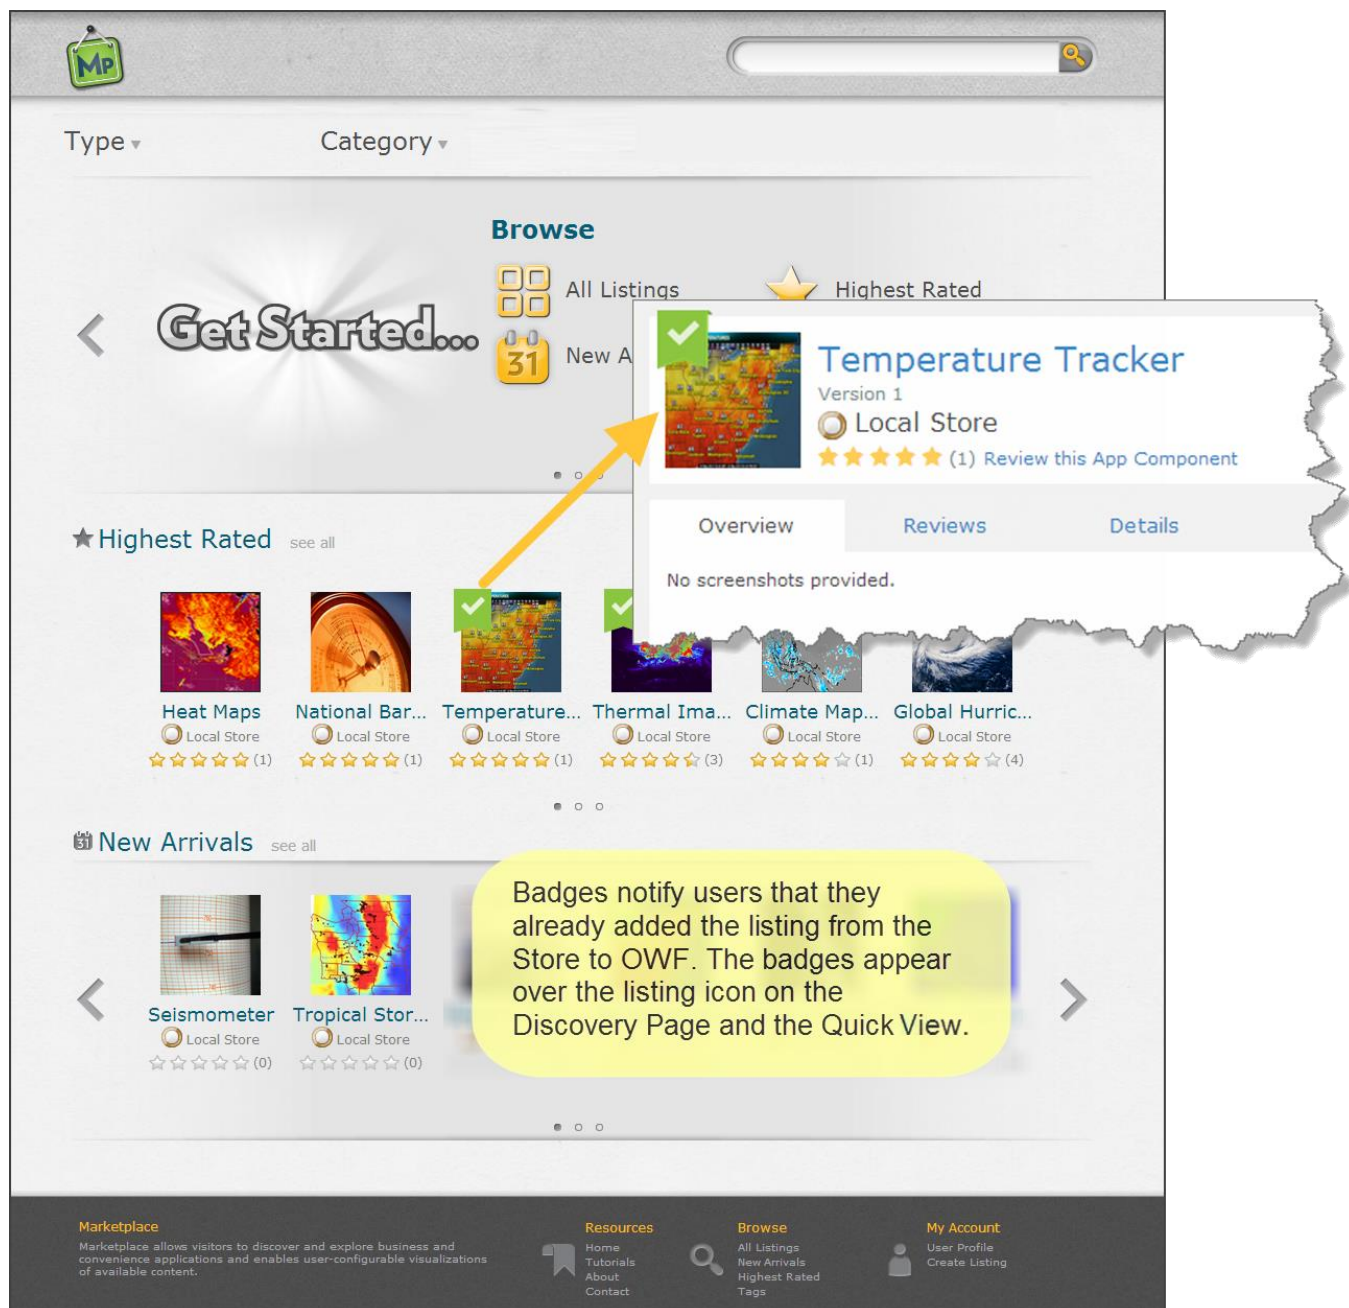 MP
Type
Category
Get Started...
Browse
All Listings
Highest Rated
31
New A
Temperature Tracker
Version 1
Local Store
(1) Review this App Component
Overview
Reviews
Details
No screenshots provided.
Highest Rated see all
Heat Maps
Local Store
(1)
National Bar...
Local Store
(1)
Temperature...
Local Store
(1)
Thermal Ima...
Local Store
(3)
Climate Map...
Local Store
(1)
Global Hurric...
Local Store
(4)
31 New Arrivals see all
Seismometer
Local Store
(0)
Tropical Stor...
Local Store
(0)
Badges notify users that they
already added the listing from the
Store to OWF. The badges appear
over the listing icon on the
Discovery Page and the Quick View.
Marketplace
Marketplace allows visitors to discover and explore business and
convenience applications and enables user-configurable visualizations
of available content.
Resources
Home
Tutorials
About
Contact
Browse
All Listings
New Arrivals
Highest Rated
Tags
My Account
User Profile
Create Listing